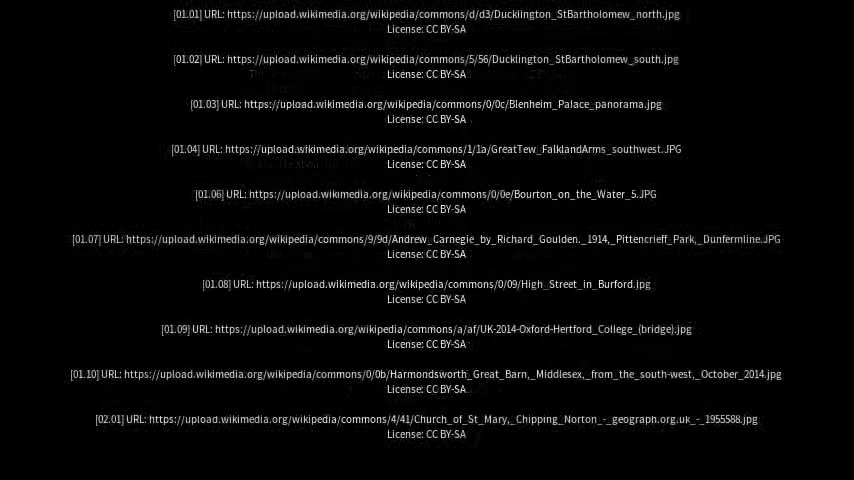 [01.01] URL: https://upload.wikimedia.org/wikipedia/commons/d/d3/Ducklington_StBartholomew_north.jpg
License: CC BY-SA
[01.02] URL: https://upload.wikimedia.org/wikipedia/commons/5/56/Ducklington_StBartholomew_south.jpg
License: CC BY-SA
[01.03] URL: https://upload.wikimedia.org/wikipedia/commons/0/0c/Blenheim_Palace_panorama.jpg
License: CC BY-SA
[01.04] URL: https://upload.wikimedia.org/wikipedia/commons/1/1a/GreatTew_FalklandArms_southwest.JPG
License: CC BY-SA
[01.06] URL: https://upload.wikimedia.org/wikipedia/commons/0/0e/Bourton_on_the_Water_5.JPG
License: CC BY-SA
[01.07] URL: https://upload.wikimedia.org/wikipedia/commons/9/9d/Andrew_Carnegie_by_Richard_Goulden._1914,_Pittencrieff_Park,_Dunfermline.JPG
License: CC BY-SA
[01.08] URL: https://upload.wikimedia.org/wikipedia/commons/0/09/High_Street_in_Burford.jpg
License: CC BY-SA
[01.09] URL: https://upload.wikimedia.org/wikipedia/commons/a/af/UK-2014-Oxford-Hertford_College_(bridge).jpg
License: CC BY-SA
[01.10] URL: https://upload.wikimedia.org/wikipedia/commons/0/0b/Harmondsworth_Great_Barn,_Middlesex,_from_the_south-west,_October_2014.jpg
License: CC BY-SA
[02.01] URL: https://upload.wikimedia.org/wikipedia/commons/4/41/Church_of_St_Mary,_Chipping_Norton_-_geograph.org.uk_-_1955588.jpg
License: CC BY-SA